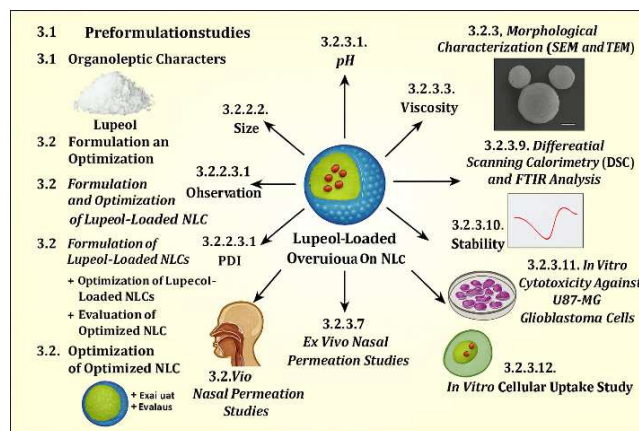 3.1 Preformulationstudies
3.1 Organoleptic Characters
Lupeol
3.2 Formulation an
Optimization
3.2 Formulation
and Optimization
of Lupeol-Loaded NLC
3.2 Formulation of
Lupeol-Loaded NLCs
+ Optimization of Lupecol-
Loaded NLCs
+ Evaluation of
Optimized NLC
3.2. Optimization
of Optimized NLC
+ Exai uat
+ Evalaus
3.2.3.1.
pH
3.2.2.2.
Size
3.2.2.3.1
Ohservation
3.2.2.3.1
PDI
Lupeol-Loaded
Overuioua On NLc
3.2.Vio
Nasal Permeation
Studies
3.2.3.7
Ex Vivo Nasal
Permeation Studies
3.2.3, Morphological
Characterization (SEM and TEM)
3.2.3.3.
Viscosity
3.2.3.9. Differeatial
Scanning Calorimetry (DSC)
and FTIR Analysis
3.2.3.10.
Stability
3.2.3.11. In Vitro
Cytotoxicity Against
U87-MG
Glioblastoma Cells
3.2.3.12.
In Vitro Cellular Uptake Study